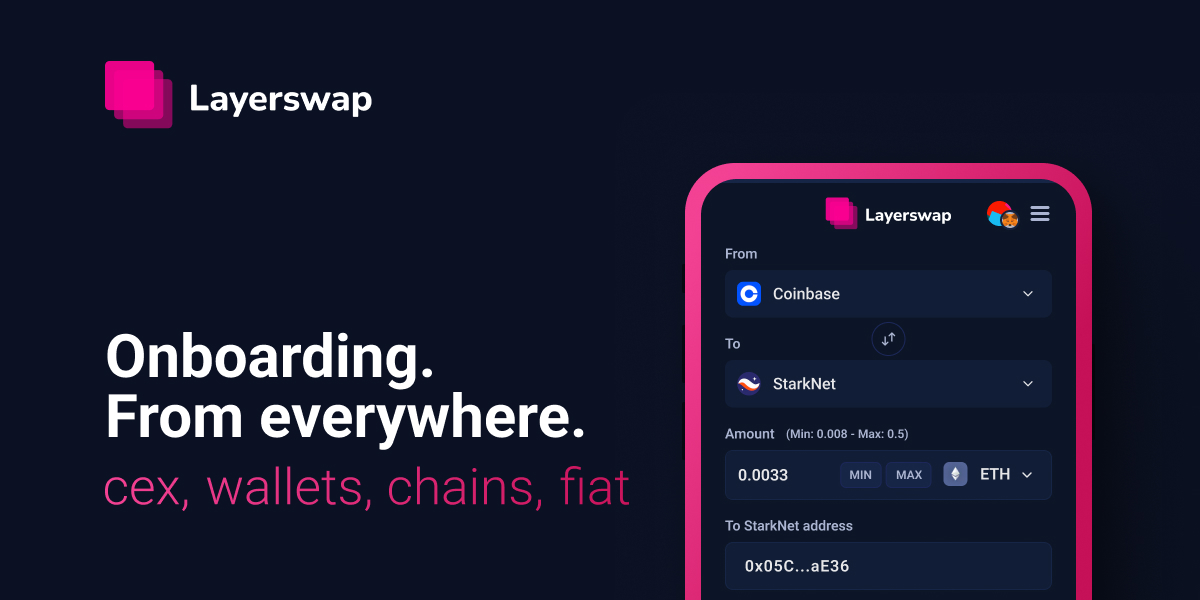 Layerswap
Onboarding.
From everywhere.
cex, wallets, chains, fiat
Layerswap
From
Coinbase
To
StarkNet
Amount (Min: 0.008 - Max: 0.5)
0.0033 MIN MAX ETH
To StarkNet address
0x05C...aE36